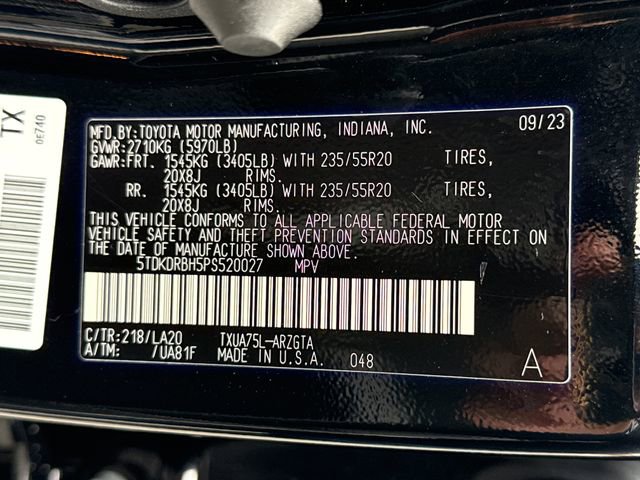 TX
0E740
MFD.BY:TOYOTA MOTOR MANUFACTURING, INDIANA, INC. 09/23
GVWR:2710KG (5970LB)
GAWR:FRT. 1545KG (3405LB) WITH 235/55R20 TIRES,
20X8J RIMS.
RR. 1545KG (3405LB) WITH 235/55R20 TIRES,
20X8J RIMS.
THIS VEHICLE CONFORMS TO ALL APPLICABLE FEDERAL MOTOR
VEHICLE SAFETY AND THEFT PREVENTION STANDARDS IN EFFECT ON
THE DATE OF MANUFACTURE SHOWN ABOVE.
5TDKDRBH5PS520027 MPV
C/TR:218/LA20 TXUA75L-ARZGTA
A/TM: /UA81F MADE IN U.S.A. 048 A